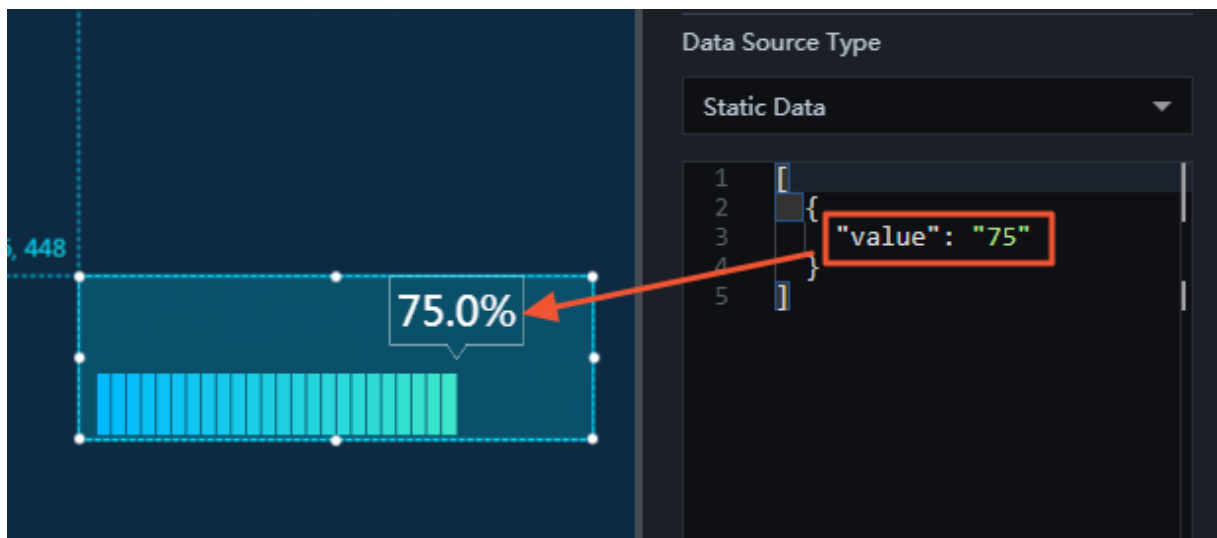 Data Source Type
Static Data
1 [
2 {
3 "value": "75"
4 }
5 ]
, 448
75.0%